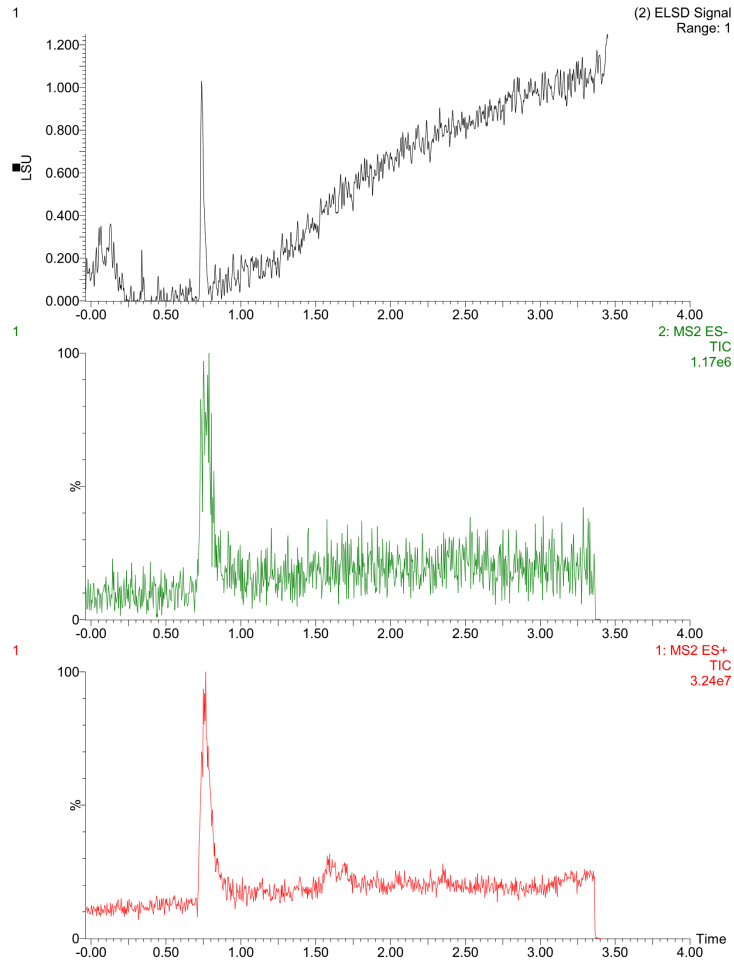 1
(2) ELSD Signal
Range: 1
LSU
1.200
1.000
0.800
0.600
0.400
0.200
0.000
-0.00 0.50 1.00 1.50 2.00 2.50 3.00 3.50 4.00
1
2: MS2 ES-
TIC
1.17e6
100
%
0
-0.00 0.50 1.00 1.50 2.00 2.50 3.00 3.50 4.00
1
1: MS2 ES+
TIC
3.24e7
100
%
0
Time
-0.00 0.50 1.00 1.50 2.00 2.50 3.00 3.50 4.00